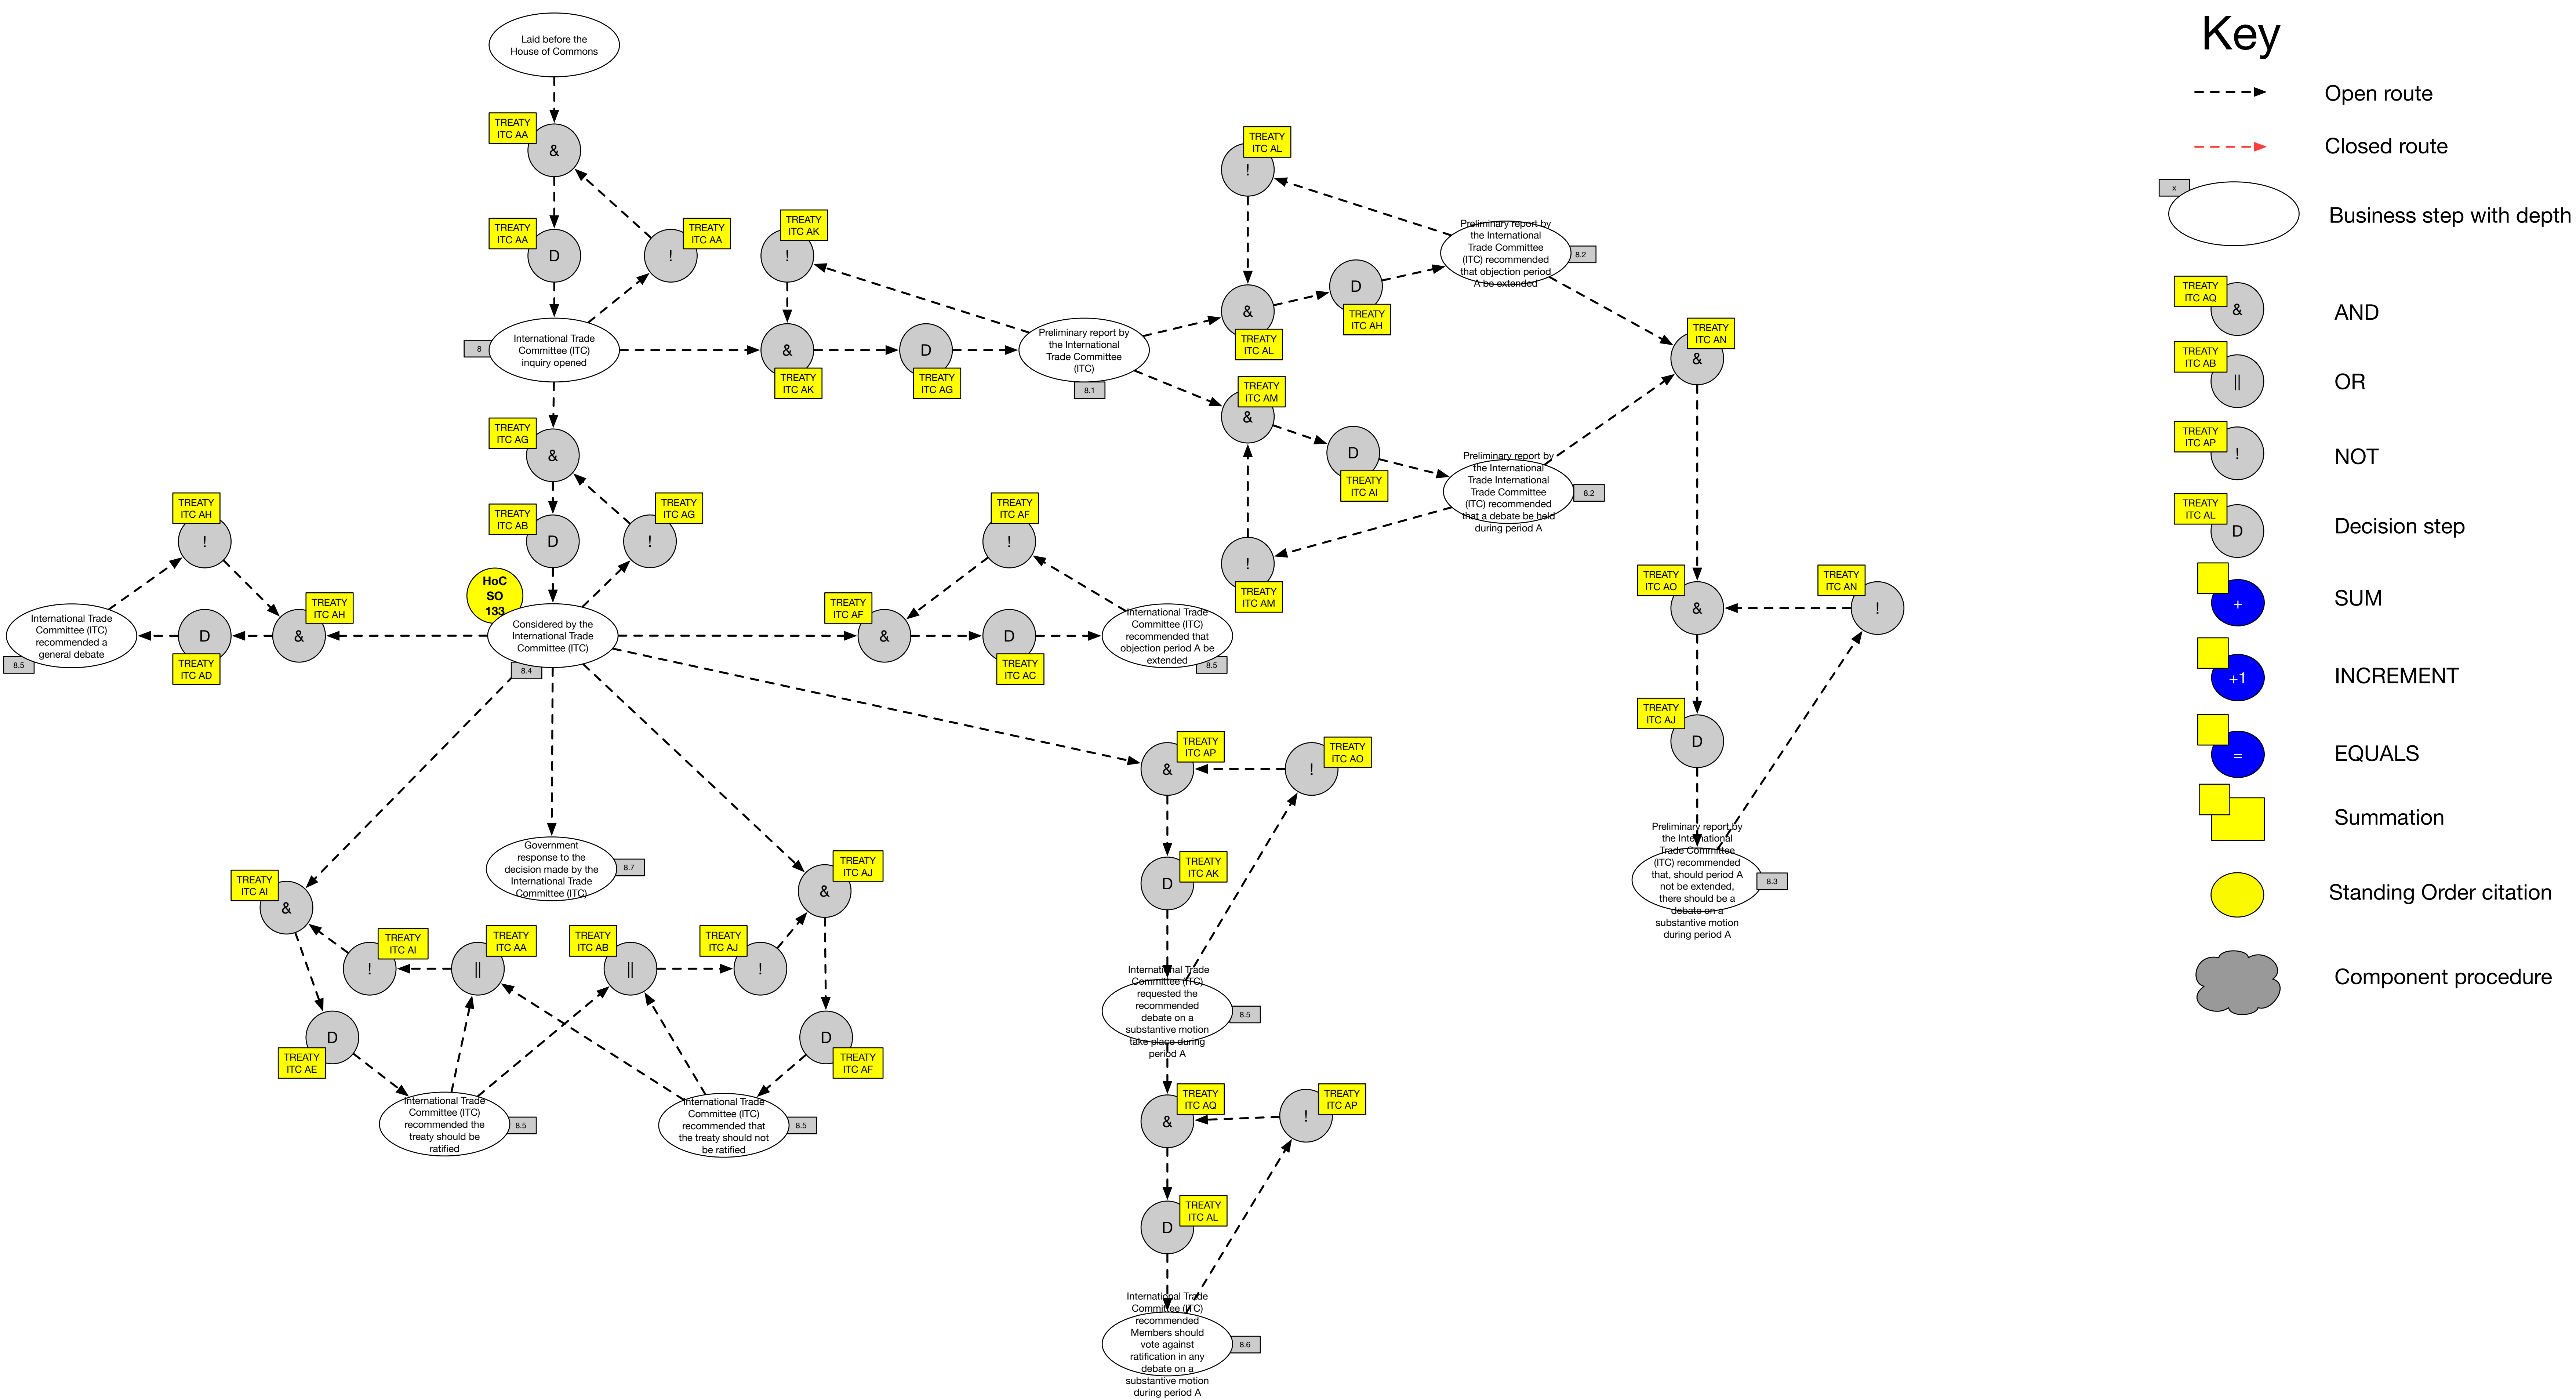 Laid before the
House of Commons
TREATY
ITC AA
&
TREATY
ITC AA
D
TREATY
ITC AA
!
8
International Trade
Committee (ITC)
inquiry opened
TREATY
ITC AK
!
&
TREATY
ITC AK
D
TREATY
ITC AG
Preliminary report by
the International
Trade Committee
(ITC)
8.1
TREATY
ITC AL
!
&
TREATY
ITC AL
D
TREATY
ITC AH
Preliminary report by
the International
Trade Committee
(ITC) recommended
that objection period
A be extended
8.2
TREATY
ITC AM
&
D
TREATY
ITC AI
Preliminary report by
the International
Trade International
Trade Committee
(ITC) recommended
that a debate be held
during period A
8.2
!
TREATY
ITC AM
TREATY
ITC AN
&
TREATY
ITC AO
&
TREATY
ITC AN
!
TREATY
ITC AJ
D
Preliminary report by
the International
Trade Committee
(ITC) recommended
that, should period A
not be extended,
there should be a
debate on a
substantive motion
during period A
8.3
TREATY
ITC AG
&
TREATY
ITC AB
D
TREATY
ITC AG
!
HoC
SO
133
Considered by the
International Trade
Committee (ITC)
8.4
TREATY
ITC AH
!
TREATY
ITC AH
&
D
TREATY
ITC AD
International Trade
Committee (ITC)
recommended a
general debate
8.5
TREATY
ITC AF
!
TREATY
ITC AF
&
D
TREATY
ITC AC
International Trade
Committee (ITC)
recommended that
objection period A be
extended
8.5
Government
response to the
decision made by the
International Trade
Committee (ITC)
8.7
TREATY
ITC AI
&
TREATY
ITC AI
!
TREATY
ITC AA
||
TREATY
ITC AB
||
TREATY
ITC AJ
!
TREATY
ITC AJ
&
D
TREATY
ITC AE
D
TREATY
ITC AF
International Trade
Committee (ITC)
recommended the
treaty should be
ratified
8.5
International Trade
Committee (ITC)
recommended that
the treaty should not
be ratified
8.5
TREATY
ITC AP
&
TREATY
ITC AO
!
TREATY
ITC AK
D
International Trade
Committee (ITC)
requested the
recommended
debate on a
substantive motion
take place during
period A
8.5
TREATY
ITC AQ
&
TREATY
ITC AP
!
TREATY
ITC AL
D
International Trade
Committee (ITC)
recommended
Members should
vote against
ratification in any
debate on a
substantive motion
during period A
8.6
Key
Open route
Closed route
x
Business step with depth
TREATY
ITC AQ
&
AND
TREATY
ITC AB
||
OR
TREATY
ITC AP
!
NOT
TREATY
ITC AL
D
Decision step
+
SUM
+1
INCREMENT
=
EQUALS
Summation
Standing Order citation
Component procedure